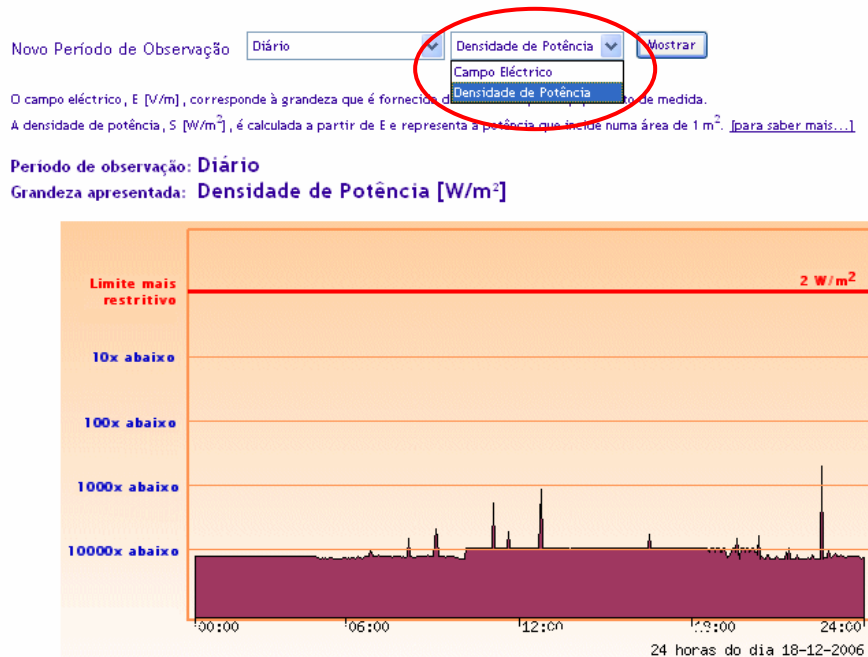 Novo Período de Observação Diário Densidade de Potência Mostrar
Campo Eléctrico
Densidade de Potência
O campo eléctrico, E [V/m], corresponde à grandeza que é fornecida de medida.
A densidade de potência, S [W/m²], é calculada a partir de E e representa a potência que incide numa área de 1 m². [para saber mais...]
Período de observação: Diário
Grandeza apresentada: Densidade de Potência [W/m²]
Limite mais
restritivo
2 W/m²
10x abaixo
100x abaixo
1000x abaixo
10000x abaixo
00:00 06:00 12:00 18:00 24:00
24 horas do dia 18-12-2006